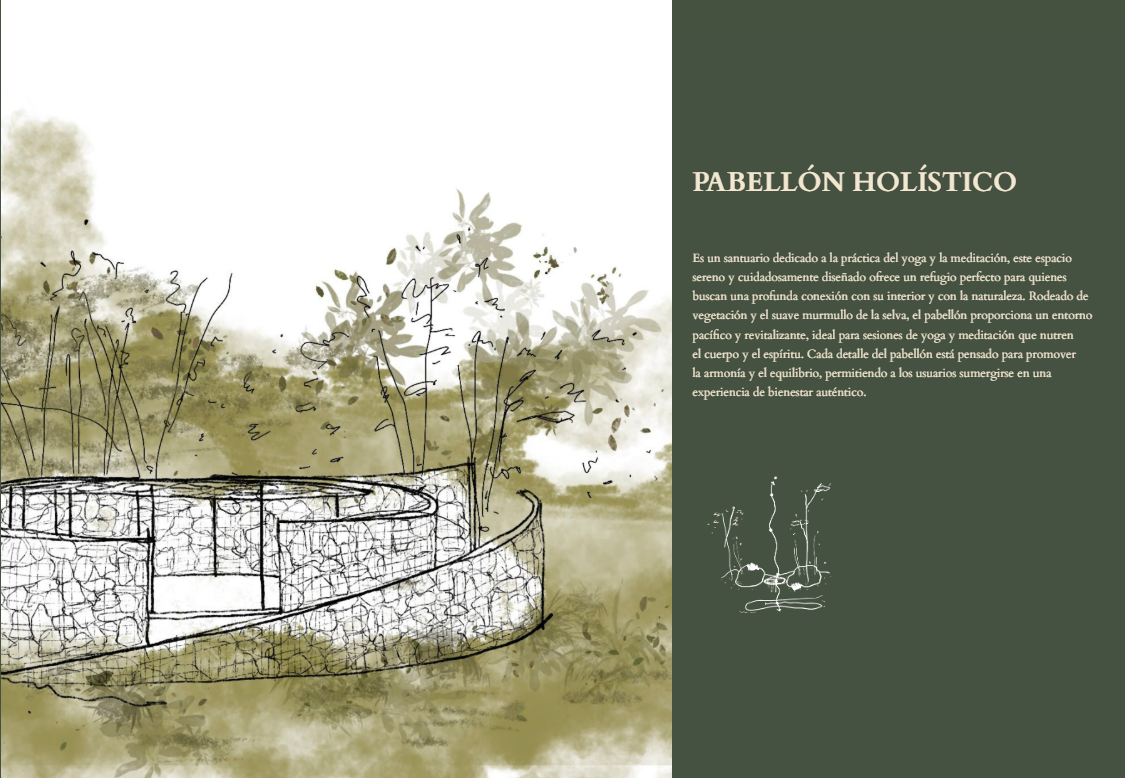 PABELLÓN HOLÍSTICO
Es un santuario dedicado a la práctica del yoga y la meditación, este espacio
sereno y cuidadosamente diseñado ofrece un refugio perfecto para quienes
buscan una profunda conexión con su interior y con la naturaleza. Rodeado de
vegetación y el suave murmullo de la selva, el pabellón proporciona un entorno
pacífico y revitalizante, ideal para sesiones de yoga y meditación que nutren
el cuerpo y el espíritu. Cada detalle del pabellón está pensado para promover
la armonía y el equilibrio, permitiendo a los usuarios sumergirse en una
experiencia de bienestar auténtico.